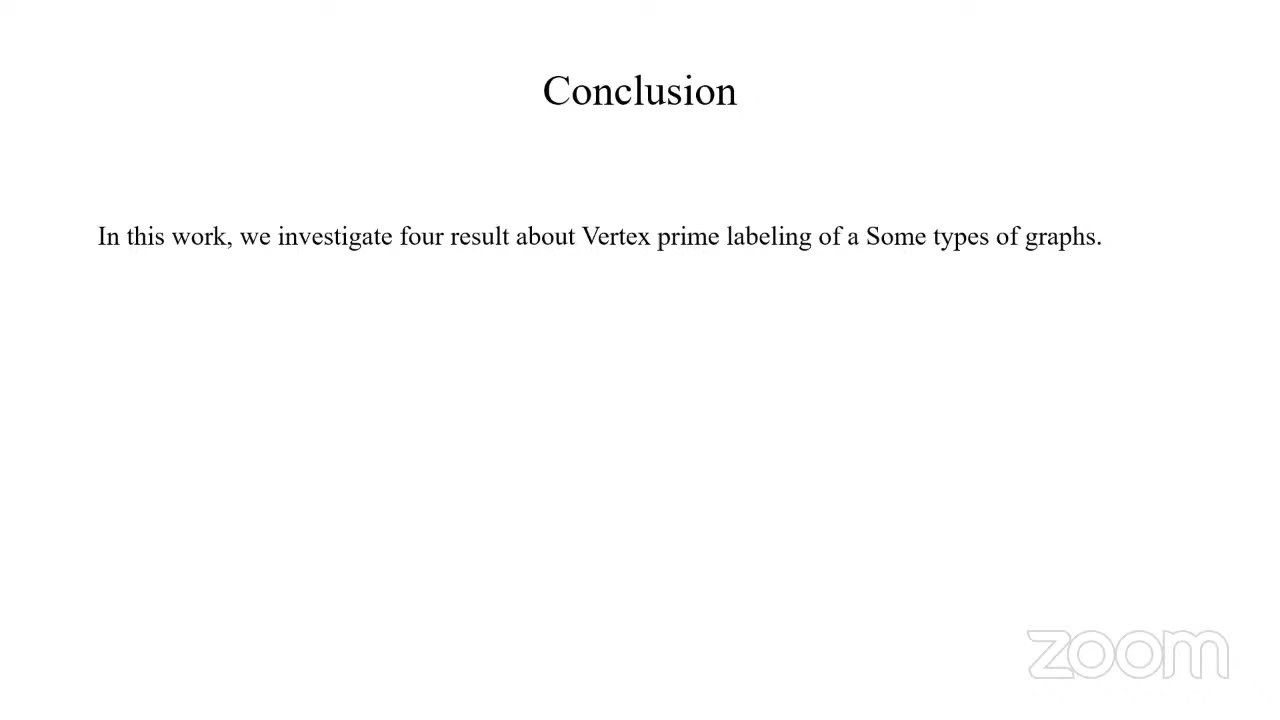 Conclusion
In this work, we investigate four result about Vertex prime labeling of a Some types of graphs.
zoom